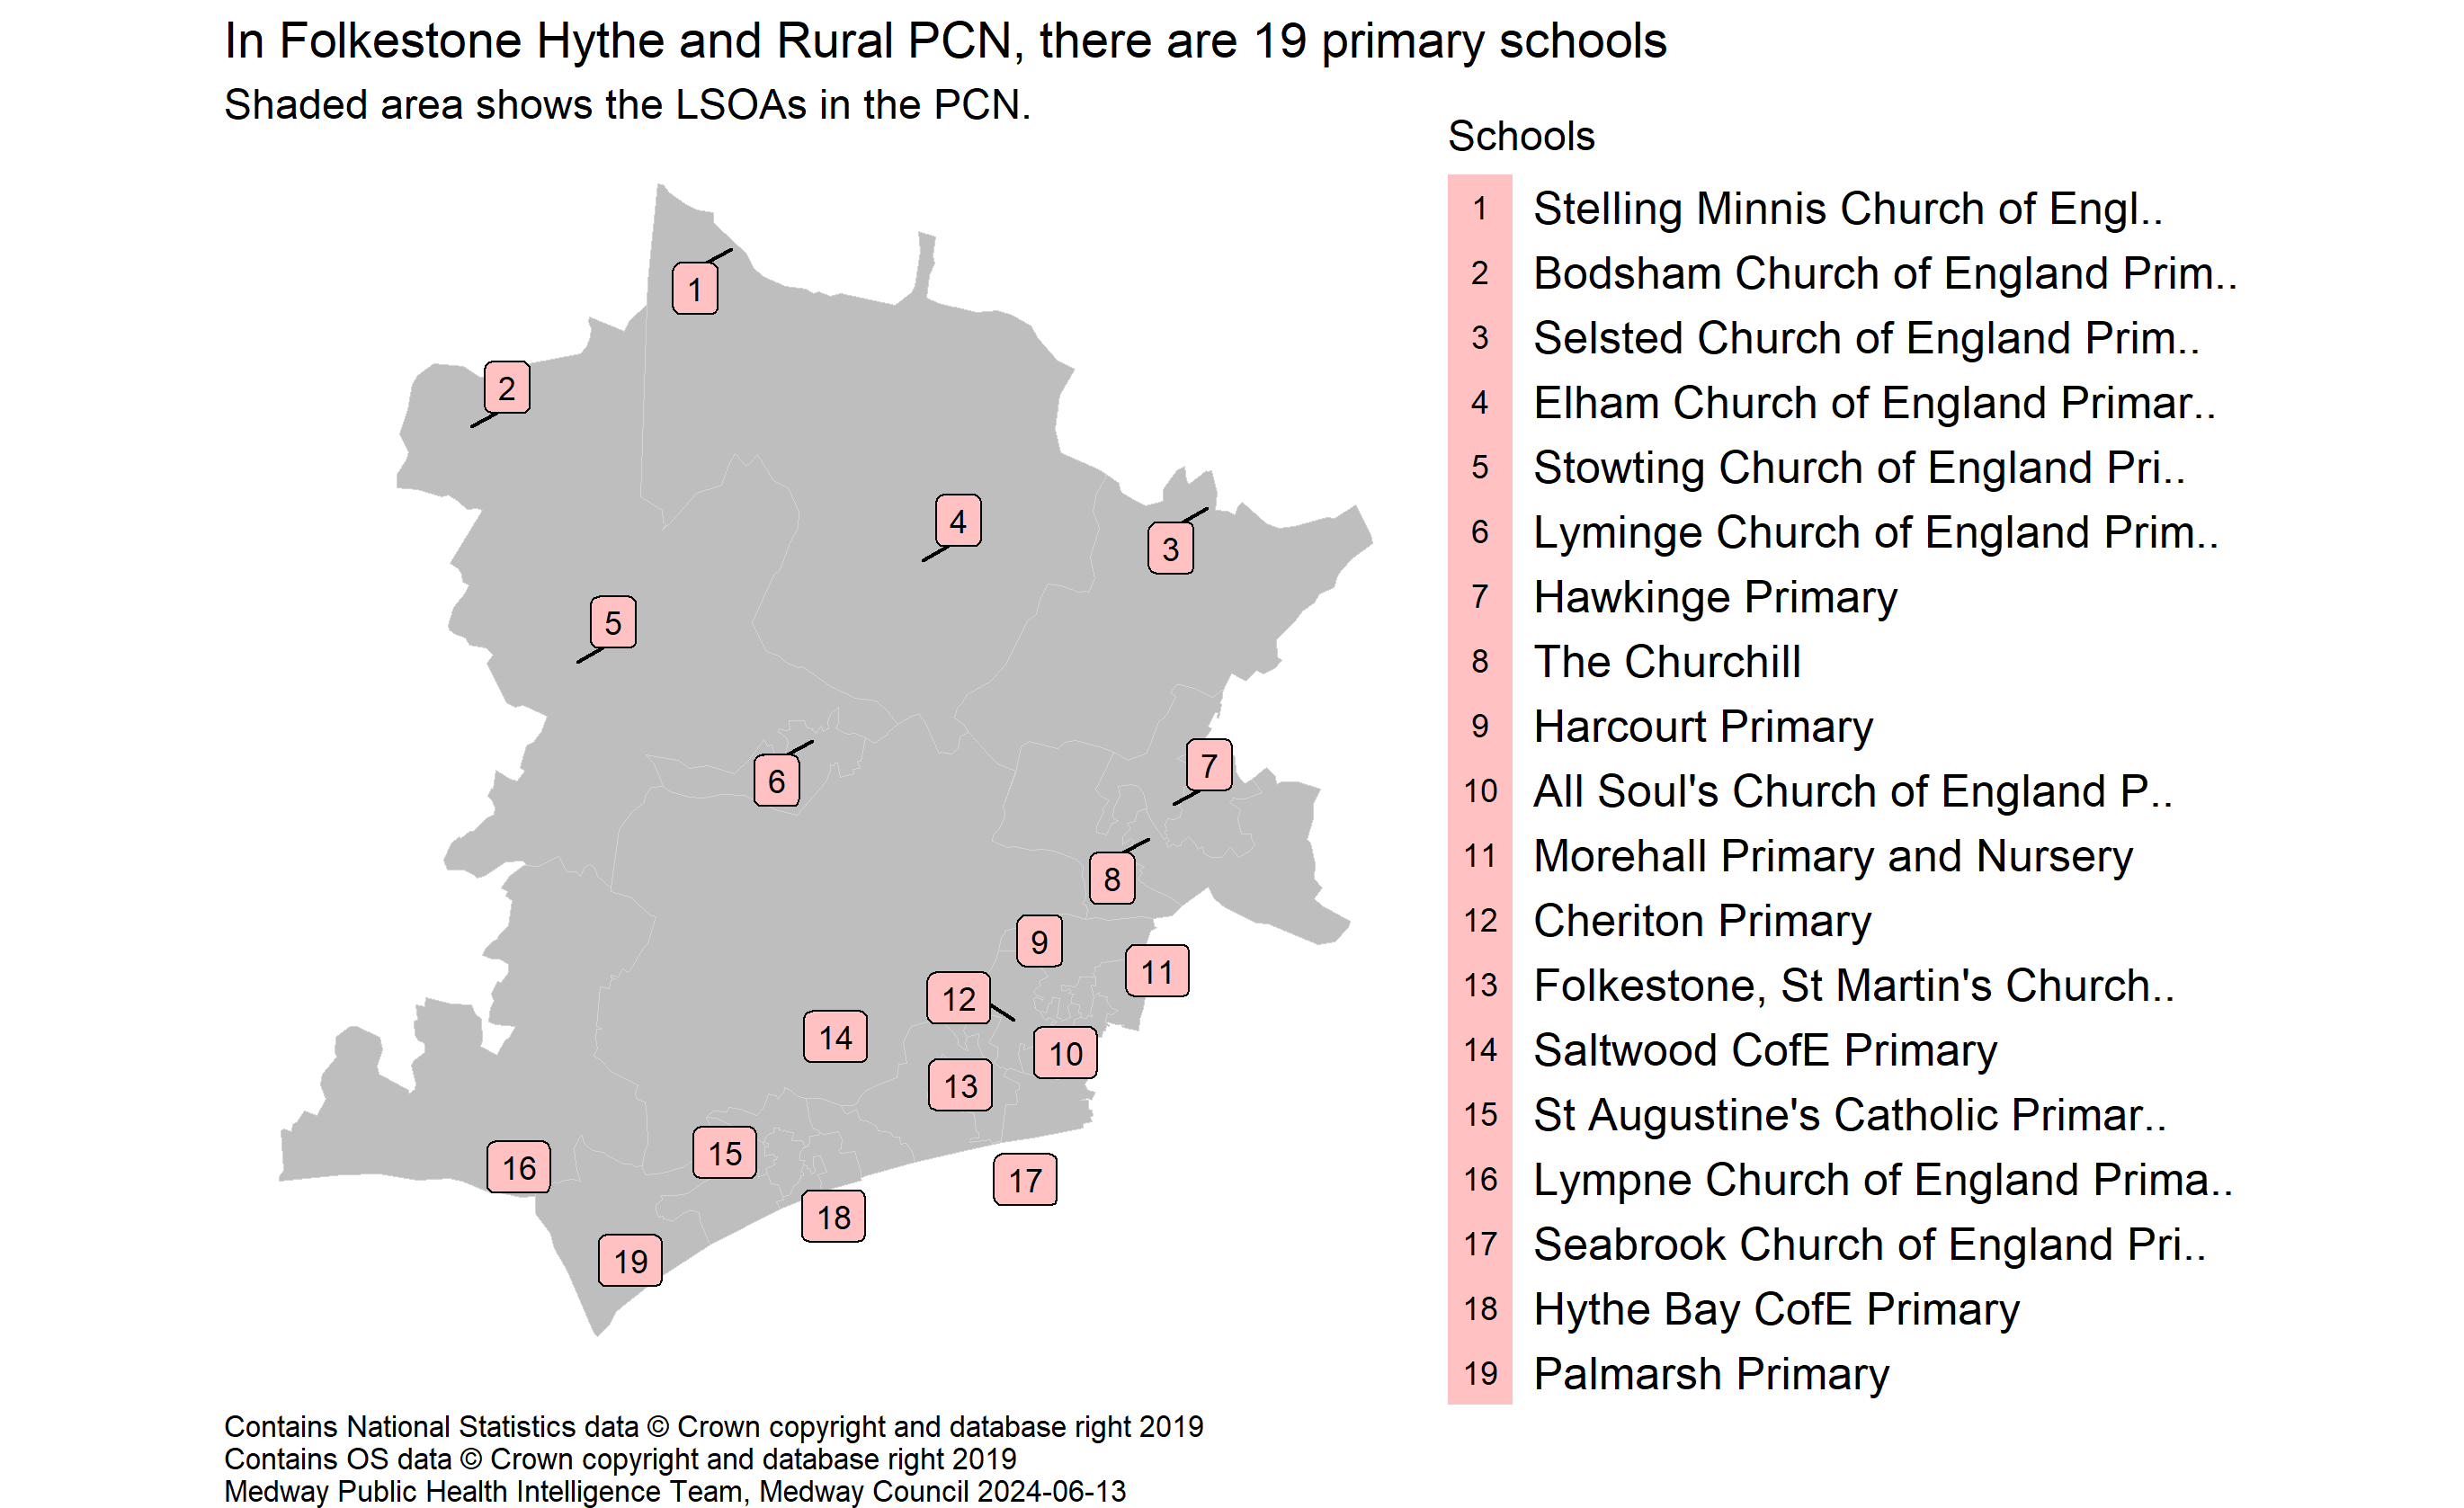 In Folkestone Hythe and Rural PCN, there are 19 primary schools
Shaded area shows the LSOAs in the PCN.
Schools
1 Stelling Minnis Church of Engl..
2 Bodsham Church of England Prim..
3 Selsted Church of England Prim..
4 Elham Church of England Primar..
5 Stowting Church of England Pri..
6 Lyminge Church of England Prim..
7 Hawkinge Primary
8 The Churchill
9 Harcourt Primary
10 All Soul's Church of England P..
11 Morehall Primary and Nursery
12 Cheriton Primary
13 Folkestone, St Martin's Church..
14 Saltwood CofE Primary
15 St Augustine's Catholic Primar..
16 Lympne Church of England Prima..
17 Seabrook Church of England Pri..
18 Hythe Bay CofE Primary
19 Palmarsh Primary
1
2
4
3
5
6
7
8
9
11
12
14
10
13
15
16
17
18
19
Contains National Statistics data © Crown copyright and database right 2019
Contains OS data © Crown copyright and database right 2019
Medway Public Health Intelligence Team, Medway Council 2024-06-13